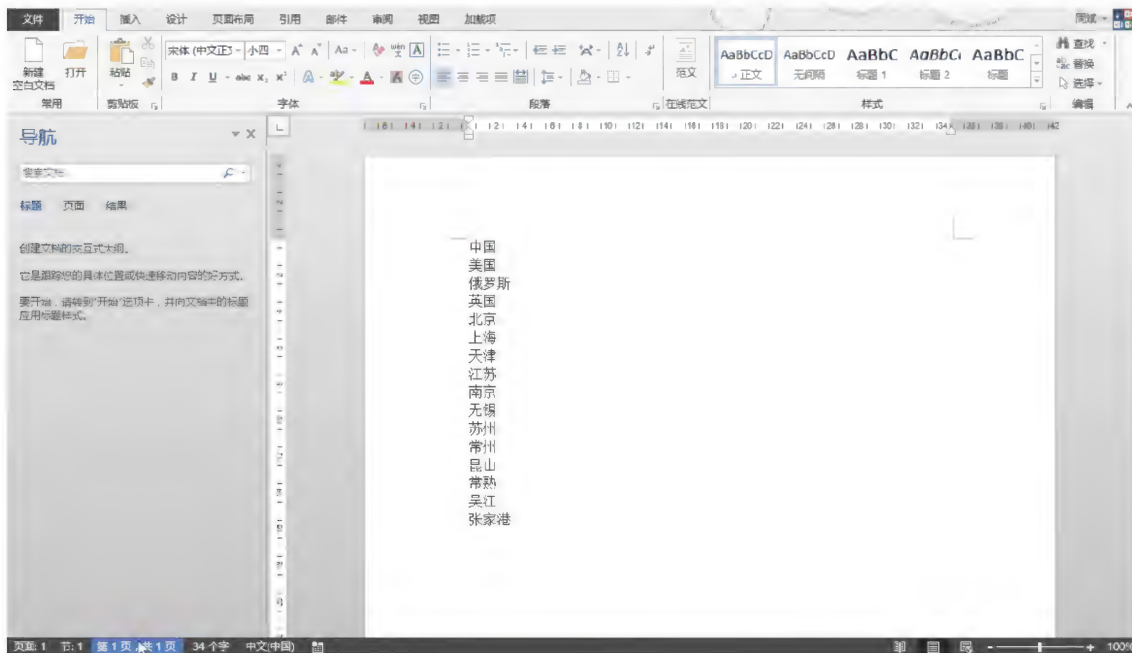 文件 开始 插入 设计 页面布局 引用 邮件 审阅 视图 加载项 周斌
新建
空白文档 打开
粘贴
宋体 (中文正文 小四 Aa
B I U abc X₂ X² A A A
AaBbCcD AaBbCcD AaBbC AaBbC AaBbC
正文 无间隔 标题 1 标题 2 标题
范文
查找
替换
选择
常用 剪贴板 字体 段落 在线范文 样式 编辑
导航
搜索文档
标题 页面 结果
创建文档的交互式大纲。
它是跟踪您的具体位置或快速移动内容的好方式。
要开始，请转到“开始”选项卡，并向文档中的标题
应用标题样式。
中国
美国
俄罗斯
英国
北京
上海
天津
江苏
南京
无锡
苏州
常州
昆山
常熟
吴江
张家港
页面: 1 节: 1 第 1 页，共 1 页 34 个字 中文(中国) 100%